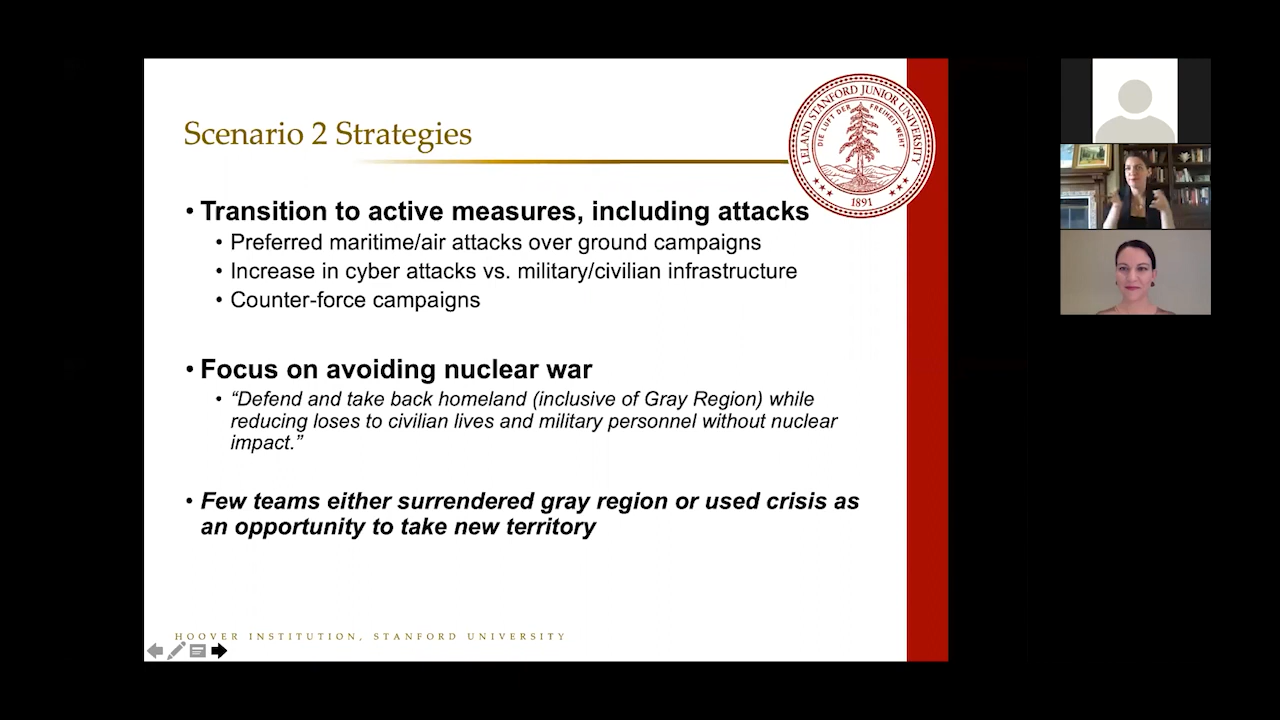 Scenario 2 Strategies
LELAND STANFORD JUNIOR UNIVERSITY
DIE LUFT DER FREIHEIT WEHT
1891
• Transition to active measures, including attacks
• Preferred maritime/air attacks over ground campaigns
• Increase in cyber attacks vs. military/civilian infrastructure
• Counter-force campaigns
• Focus on avoiding nuclear war
• “Defend and take back homeland (inclusive of Gray Region) while
reducing loses to civilian lives and military personnel without nuclear
impact.”
• Few teams either surrendered gray region or used crisis as
an opportunity to take new territory
HOOVER INSTITUTION, STANFORD UNIVERSITY